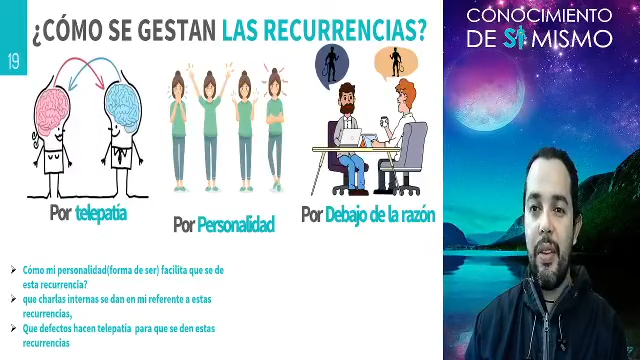 19
¿CÓMO SE GESTAN LAS RECURRENCIAS?
CONOCIMIENTO
DE SÍ MISMO
Por telepatía
Por Personalidad
Por Debajo de la razón
Cómo mi personalidad(forma de ser) facilita que se de
esta recurrencia?
que charlas internas se dan en mi referente a estas
recurrencias,
Que defectos hacen telepatia para que se den estas
recurrencias